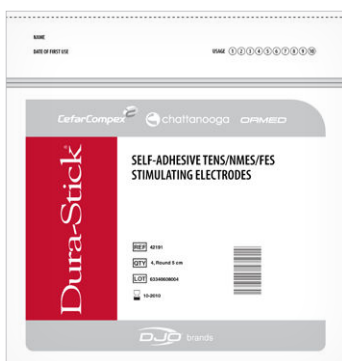 NAME
DATE OF FIRST USE
USAGE 1 2 3 4 5 6 7 8 9 10
CefarCompex chattanooga ORMED
Dura-Stick
SELF-ADHESIVE TENS/NMES/FES
STIMULATING ELECTRODES
REF 42191
QTY 4, Round 5 cm
LOT 60346608004
10-2010
DJO brands